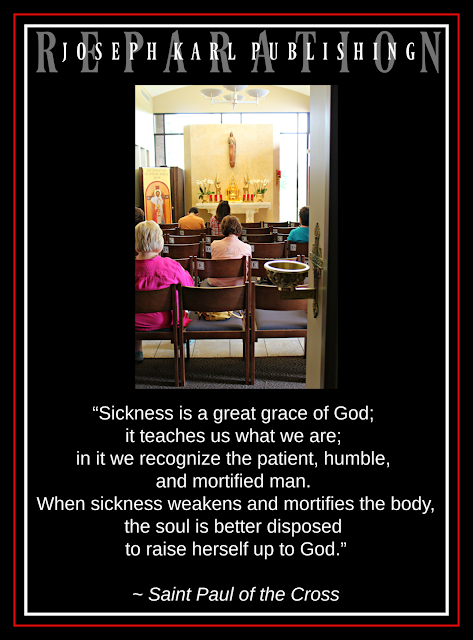 REPARATION
JOSEPH KARL PUBLISHING
“Sickness is a great grace of God;
it teaches us what we are;
in it we recognize the patient, humble,
and mortified man.
When sickness weakens and mortifies the body,
the soul is better disposed
to raise herself up to God.”
~ Saint Paul of the Cross